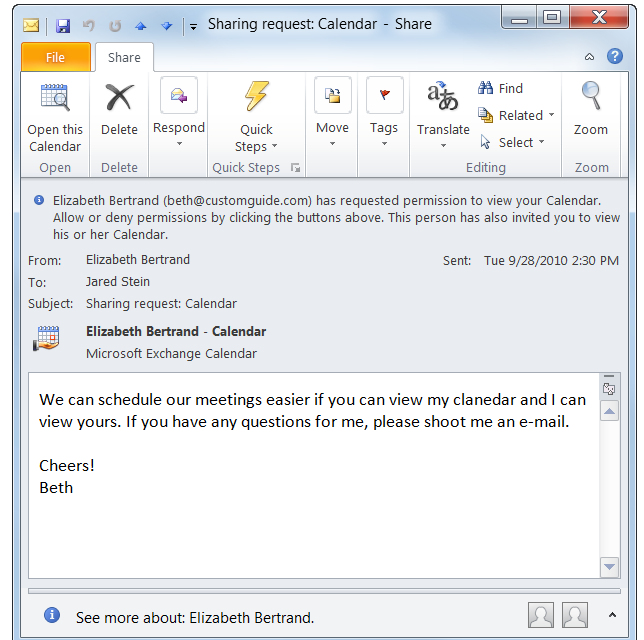 Sharing request: Calendar - Share
File
Share
Open this
Calendar
Delete
Respond
Quick
Steps
Move
Tags
Translate
Find
Related
Select
Zoom
Open
Delete
Quick Steps
Editing
Zoom
Elizabeth Bertrand (beth@customguide.com) has requested permission to view your Calendar.
Allow or deny permissions by clicking the buttons above. This person has also invited you to view
his or her Calendar.
From: Elizabeth Bertrand Sent: Tue 9/28/2010 2:30 PM
To: Jared Stein
Subject: Sharing request: Calendar
Elizabeth Bertrand - Calendar
Microsoft Exchange Calendar
We can schedule our meetings easier if you can view my clanedar and I can
view yours. If you have any questions for me, please shoot me an e-mail.
Cheers!
Beth
See more about: Elizabeth Bertrand.